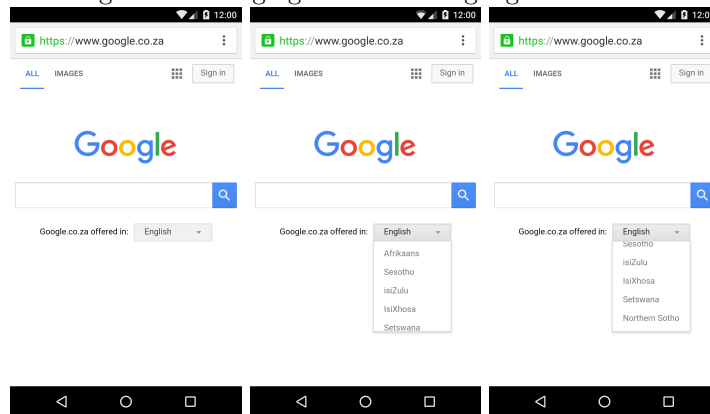 12:00
https://www.google.co.za
ALL IMAGES Sign in
Google
Google.co.za offered in: English
12:00
https://www.google.co.za
ALL IMAGES Sign in
Google
Google.co.za offered in: English
Afrikaans
Sesotho
isiZulu
IsiXhosa
Setswana
12:0
https://www.google.co.za
ALL IMAGES Sign in
Google
Google.co.za offered in: English
Sesotho
isiZulu
IsiXhosa
Setswana
Northern Sotho